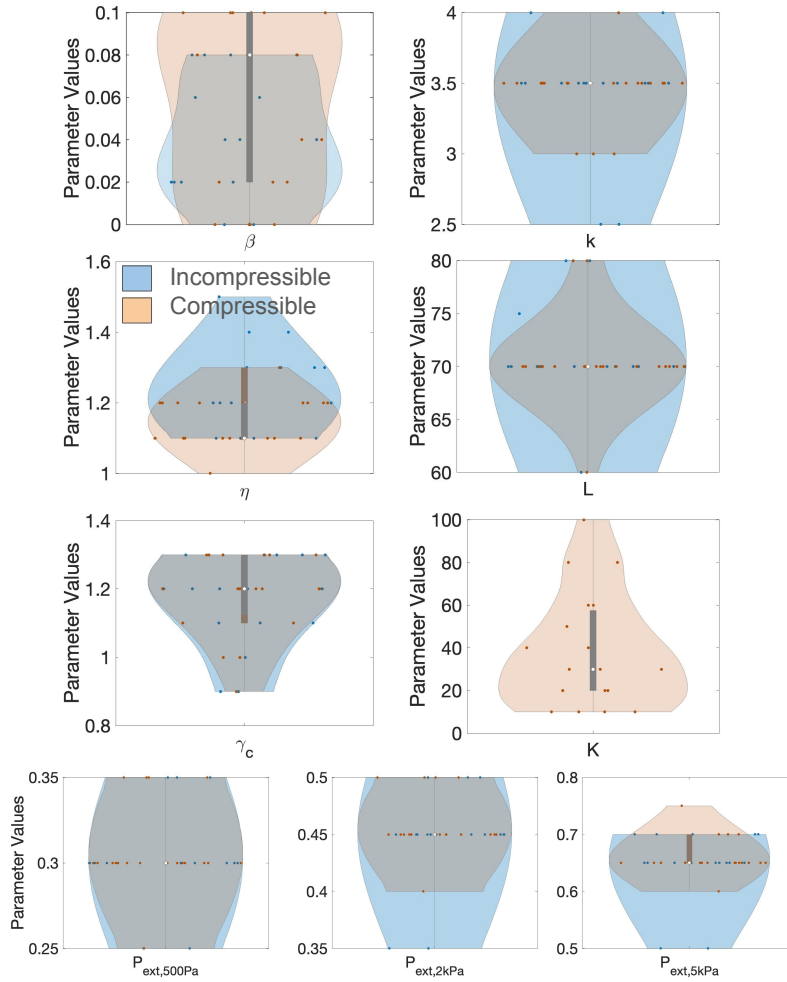 Parameter Values
0.1
0.08
0.06
0.04
0.02
0
β
Parameter Values
4
3.5
3
2.5
k
Parameter Values
1.6
1.4
1.2
1
η
Incompressible
Compressible
Parameter Values
80
75
70
65
60
L
Parameter Values
1.4
1.2
1
0.8
γc
Parameter Values
100
80
60
40
20
0
K
Parameter Values
0.35
0.3
0.25
Pext,500Pa
0.5
0.45
0.4
0.35
Pext,2kPa
0.8
0.7
0.6
0.5
Pext,5kPa